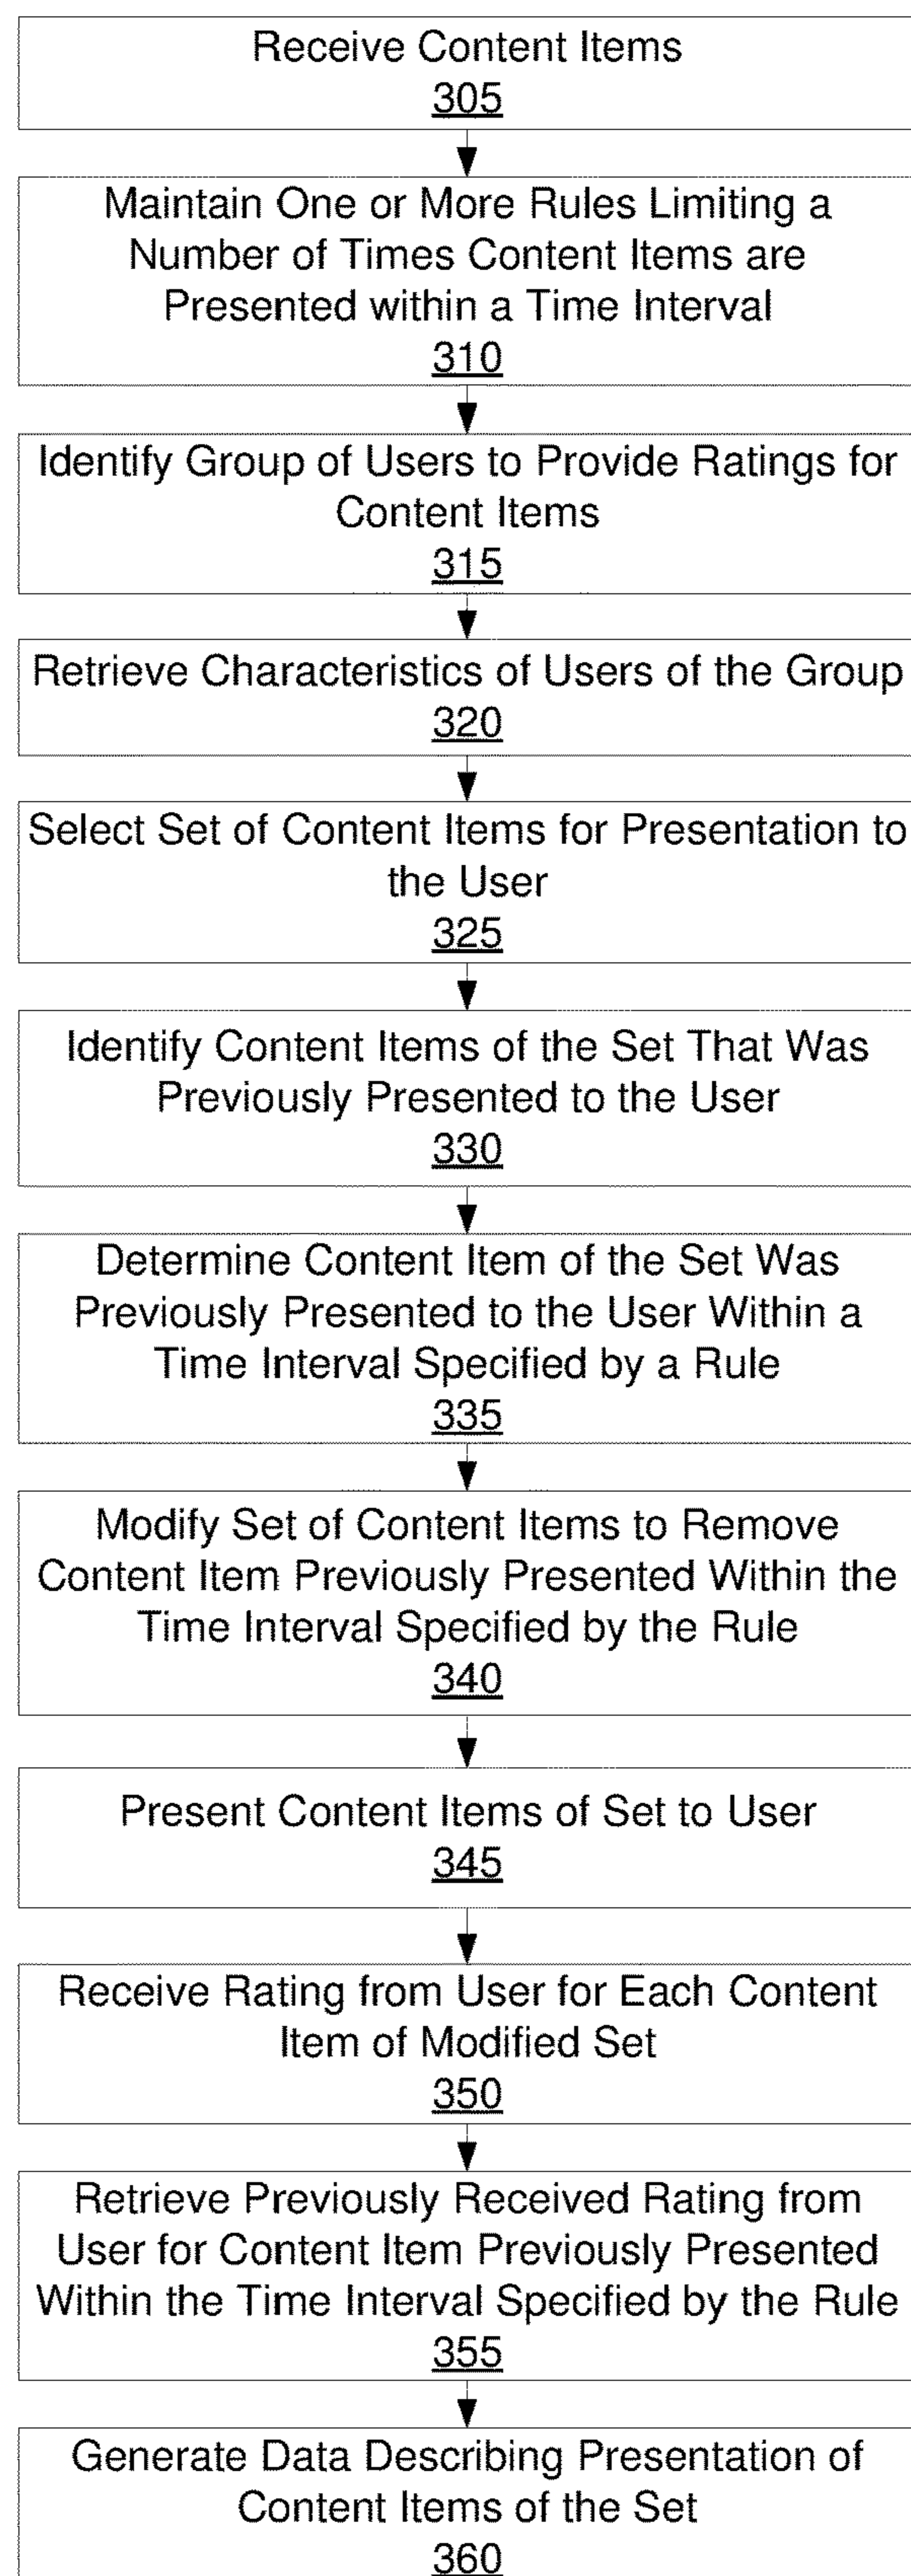 Receive Content Items
305
Maintain One or More Rules Limiting a
Number of Times Content Items are
Presented within a Time Interval
310
Identify Group of Users to Provide Ratings for
Content Items
315
Retrieve Characteristics of Users of the Group
320
Select Set of Content Items for Presentation to
the User
325
Identify Content Items of the Set That Was
Previously Presented to the User
330
Determine Content Item of the Set Was
Previously Presented to the User Within a
Time Interval Specified by a Rule
335
Modify Set of Content Items to Remove
Content Item Previously Presented Within the
Time Interval Specified by the Rule
340
Present Content Items of Set to User
345
Receive Rating from User for Each Content
Item of Modified Set
350
Retrieve Previously Received Rating from
User for Content Item Previously Presented
Within the Time Interval Specified by the Rule
355
Generate Data Describing Presentation of
Content Items of the Set
360